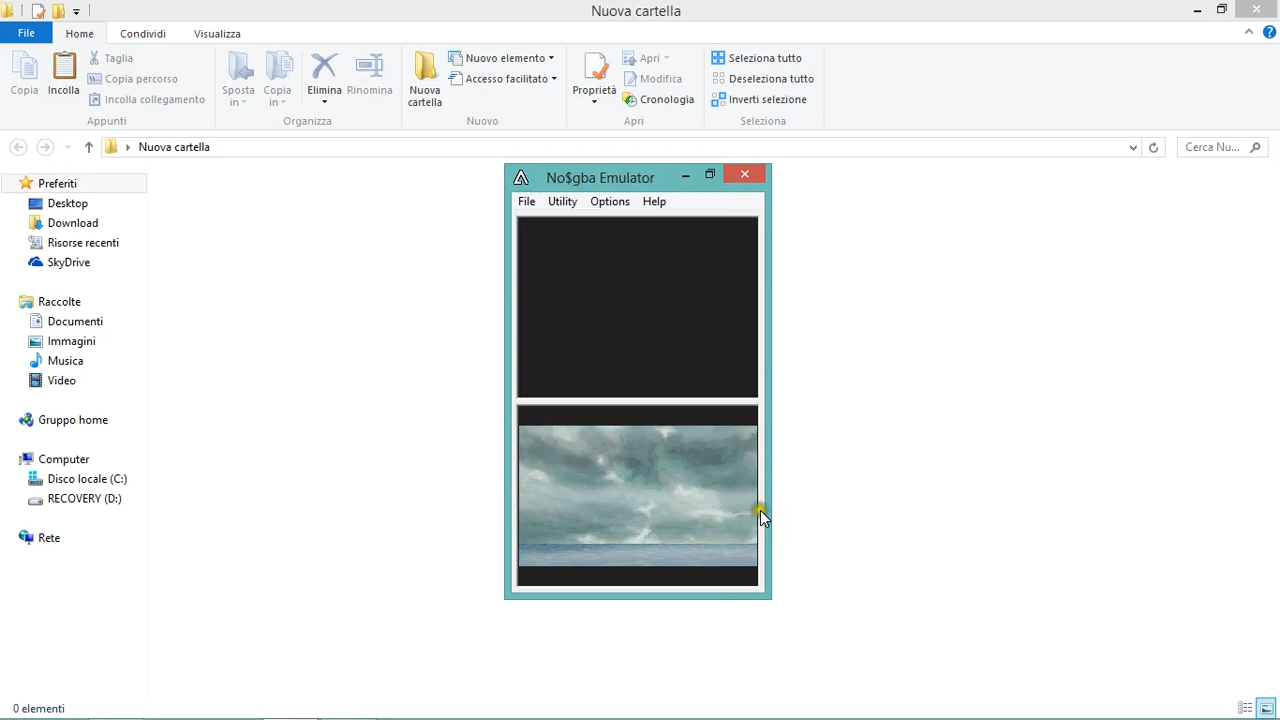 Nuova cartella
File Home Condividi Visualizza
Copia
Incolla
Taglia
Copia percorso
Incolla collegamento
Appunti
Sposta in
Copia in
Elimina
Rinomina
Organizza
Nuova cartella
Nuovo elemento
Accesso facilitato
Nuovo
Proprietà
Apri
Modifica
Cronologia
Apri
Seleziona tutto
Deseleziona tutto
Inverti selezione
Seleziona
Nuova cartella
Cerca Nu...
Preferiti
Desktop
Download
Risorse recenti
SkyDrive
Raccolte
Documenti
Immagini
Musica
Video
Gruppo home
Computer
Disco locale (C:)
RECOVERY (D:)
Rete
No$gba Emulator
File Utility Options Help
0 elementi